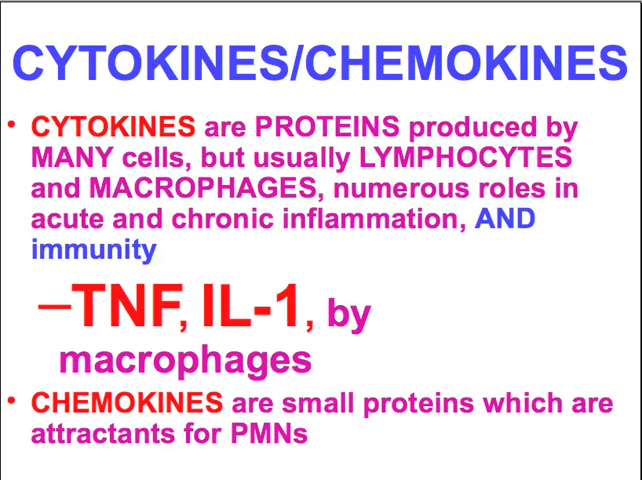 CYTOKINES/CHEMOKINES
• CYTOKINES are PROTEINS produced by
MANY cells, but usually LYMPHOCYTES
and MACROPHAGES, numerous roles in
acute and chronic inflammation, AND
immunity
–TNF, IL-1, by
macrophages
• CHEMOKINES are small proteins which are
attractants for PMNs